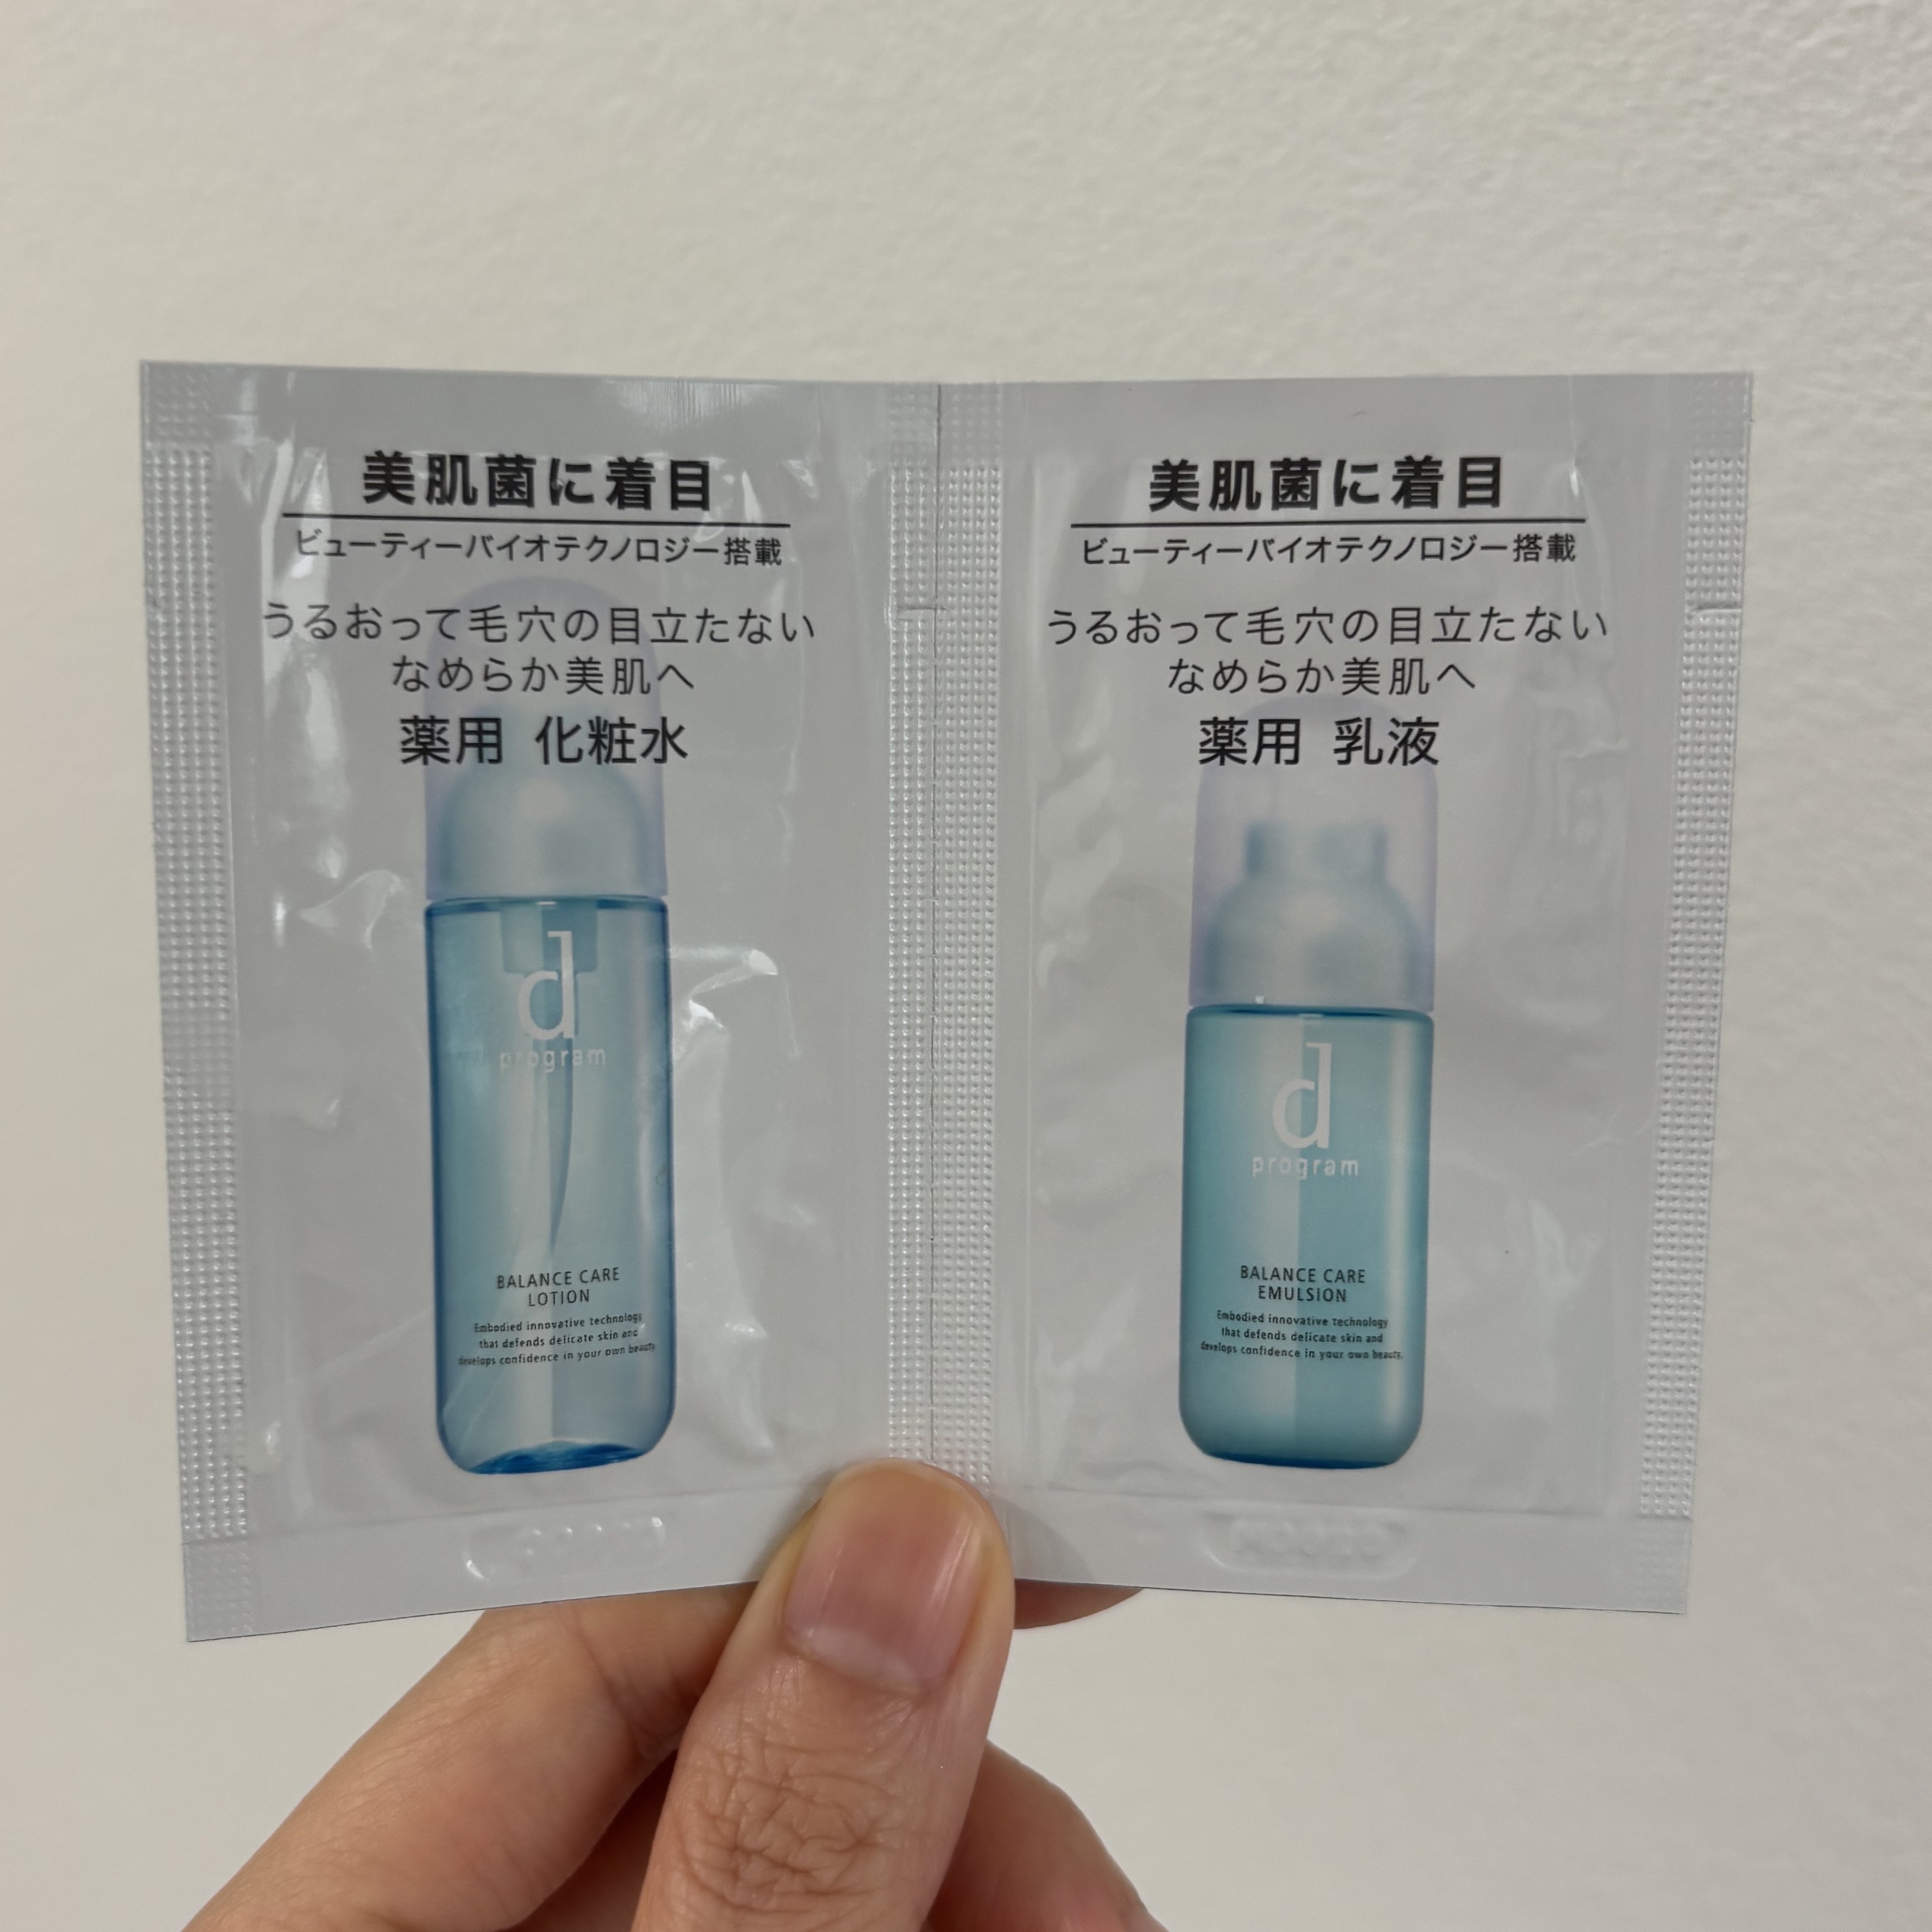 美肌菌に着目
ビューティーバイオテクノロジー搭載
うるおって毛穴の目立たない
なめらか美肌へ
薬用 化粧水
d
program
BALANCE CARE
LOTION
Embodied innovative technology
that defends delicate skin and
develops confidence in your own beauty.
美肌菌に着目
ビューティーバイオテクノロジー搭載
うるおって毛穴の目立たない
なめらか美肌へ
薬用 乳液
d
program
BALANCE CARE
EMULSION
Embodied innovative technology
that defends delicate skin and
develops confidence in your own beauty.